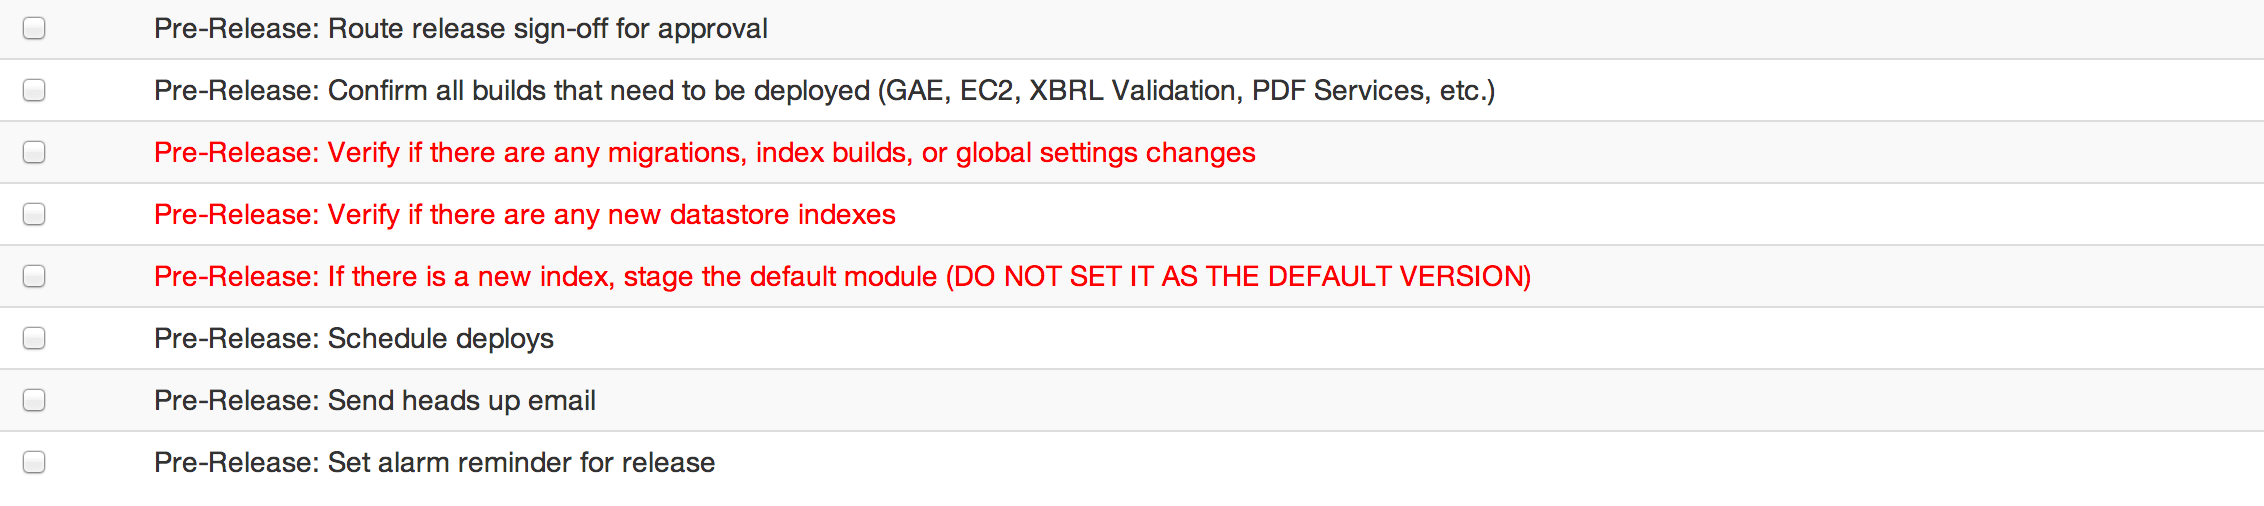 Pre-Release: Route release sign-off for approval
Pre-Release: Confirm all builds that need to be deployed (GAE, EC2, XBRL Validation, PDF Services, etc.)
Pre-Release: Verify if there are any migrations, index builds, or global settings changes
Pre-Release: Verify if there are any new datastore indexes
Pre-Release: If there is a new index, stage the default module (DO NOT SET IT AS THE DEFAULT VERSION)
Pre-Release: Schedule deploys
Pre-Release: Send heads up email
Pre-Release: Set alarm reminder for release